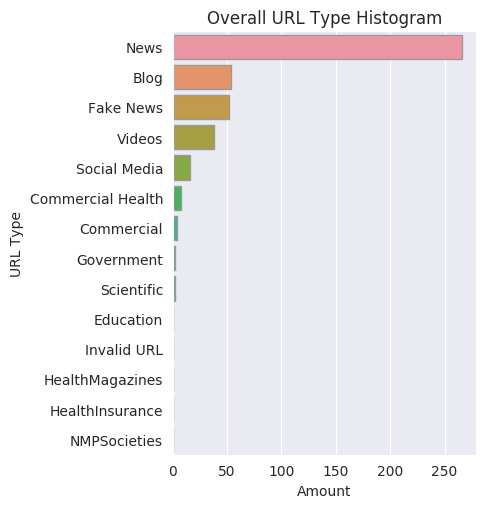 Overall URL Type Histogram
News
Blog
Fake News
Videos
Social Media
Commercial Health
Commercial
Government
Scientific
Education
Invalid URL
HealthMagazines
HealthInsurance
NMPSocieties
URL Type
0 50 100 150 200 250
Amount